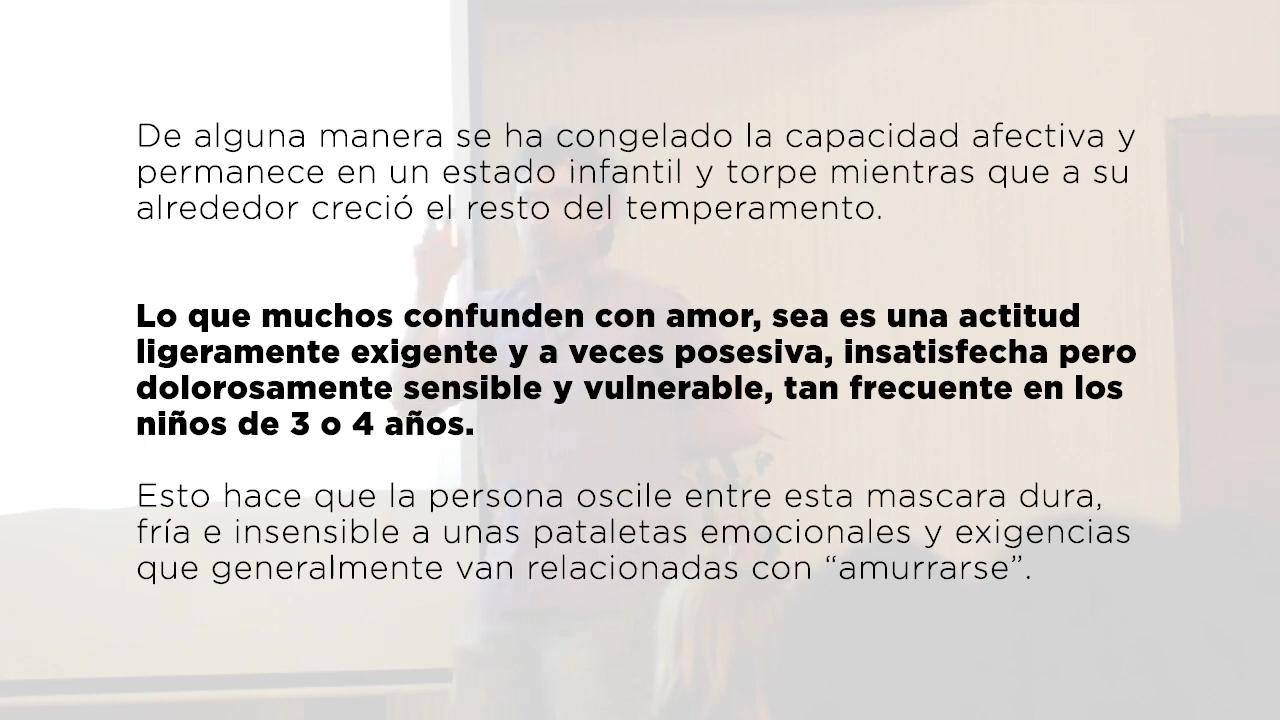 De alguna manera se ha congelado la capacidad afectiva y
permanece en un estado infantil y torpe mientras que a su
alrededor creció el resto del temperamento.
Lo que muchos confunden con amor, sea es una actitud
ligeramente exigente y a veces posesiva, insatisfecha pero
dolorosamente sensible y vulnerable, tan frecuente en los
niños de 3 o 4 años.
Esto hace que la persona oscile entre esta mascara dura,
fría e insensible a unas pataletas emocionales y exigencias
que generalmente van relacionadas con “amurrarse”.